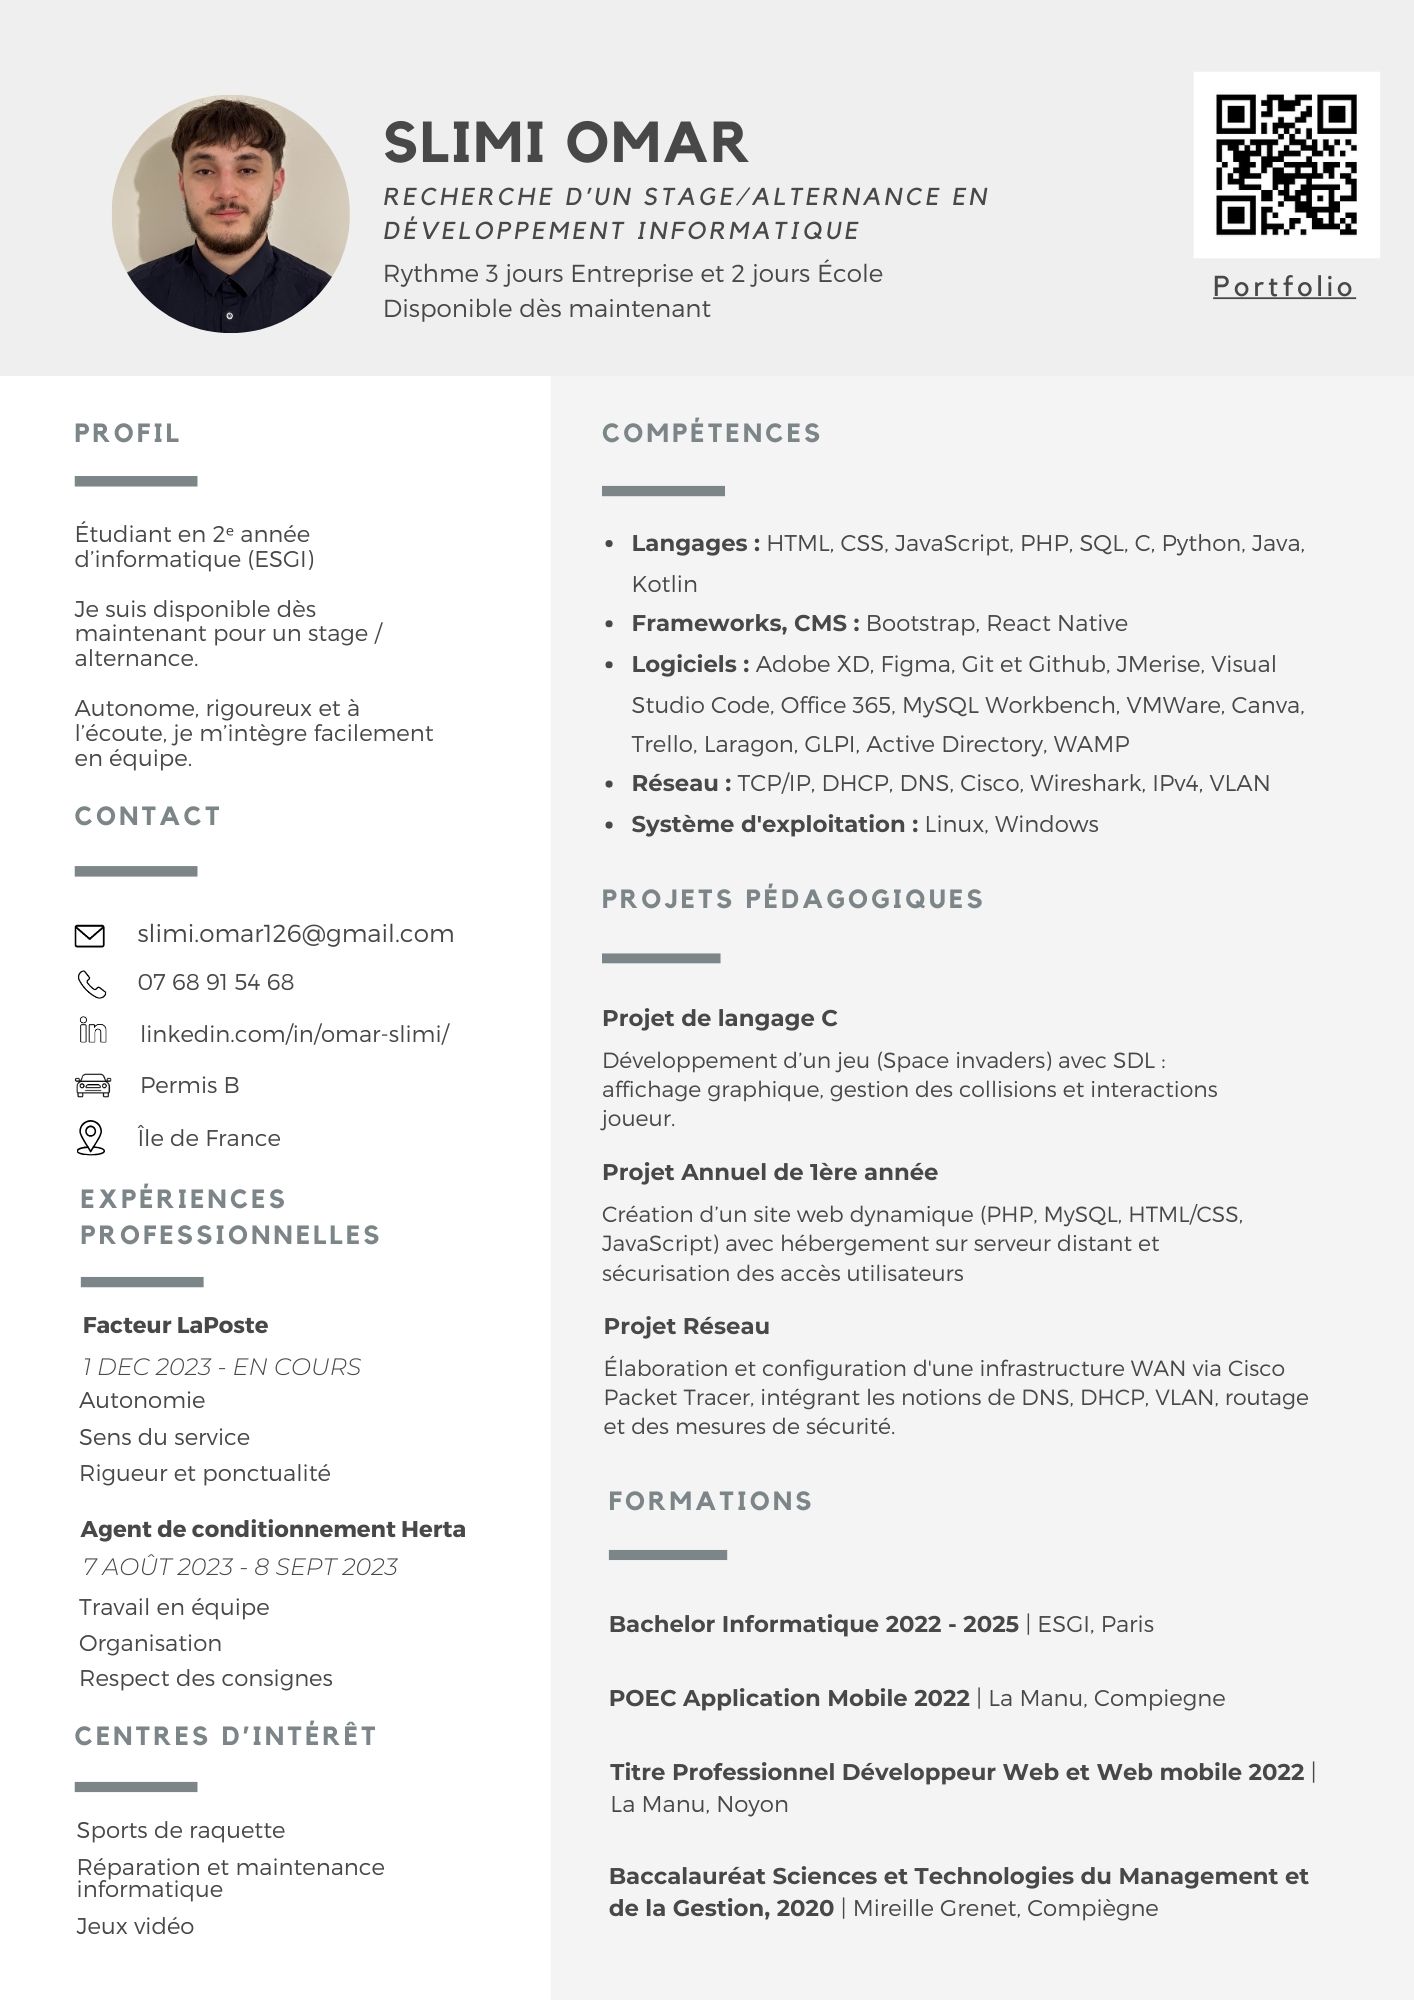 SLIMI OMAR
RECHERCHE D'UN STAGE/ALTERNANCE EN
DÉVELOPPEMENT INFORMATIQUE
Rythme 3 jours Entreprise et 2 jours École
Disponible dès maintenant
Portfolio
PROFIL
Étudiant en 2ᵉ année
d'informatique (ESGI)
Je suis disponible dès
maintenant pour un stage /
alternance.
Autonome, rigoureux et à
l'écoute, je m'intègre facilement
en équipe.
CONTACT
slimi.omar126@gmail.com
07 68 91 54 68
linkedin.com/in/omar-slimi/
Permis B
Île de France
EXPÉRIENCES
PROFESSIONNELLES
Facteur LaPoste
1 DEC 2023 - EN COURS
Autonomie
Sens du service
Rigueur et ponctualité
Agent de conditionnement Herta
7 AOÛT 2023 - 8 SEPT 2023
Travail en équipe
Organisation
Respect des consignes
CENTRES D'INTÉRÊT
Sports de raquette
Réparation et maintenance
informatique
Jeux vidéo
COMPÉTENCES
• Langages : HTML, CSS, JavaScript, PHP, SQL, C, Python, Java,
Kotlin
• Frameworks, CMS : Bootstrap, React Native
• Logiciels : Adobe XD, Figma, Git et Github, JMerise, Visual
Studio Code, Office 365, MySQL Workbench, VMWare, Canva,
Trello, Laragon, GLPI, Active Directory, WAMP
• Réseau : TCP/IP, DHCP, DNS, Cisco, Wireshark, IPv4, VLAN
• Système d'exploitation : Linux, Windows
PROJETS PÉDAGOGIQUES
Projet de langage C
Développement d'un jeu (Space invaders) avec SDL :
affichage graphique, gestion des collisions et interactions
joueur.
Projet Annuel de 1ère année
Création d'un site web dynamique (PHP, MySQL, HTML/CSS,
JavaScript) avec hébergement sur serveur distant et
sécurisation des accès utilisateurs
Projet Réseau
Élaboration et configuration d'une infrastructure WAN via Cisco
Packet Tracer, intégrant les notions de DNS, DHCP, VLAN, routage
et des mesures de sécurité.
FORMATIONS
Bachelor Informatique 2022 - 2025 | ESGI, Paris
POEC Application Mobile 2022 | La Manu, Compiegne
Titre Professionnel Développeur Web et Web mobile 2022 |
La Manu, Noyon
Baccalauréat Sciences et Technologies du Management et
de la Gestion, 2020 | Mireille Grenet, Compiègne